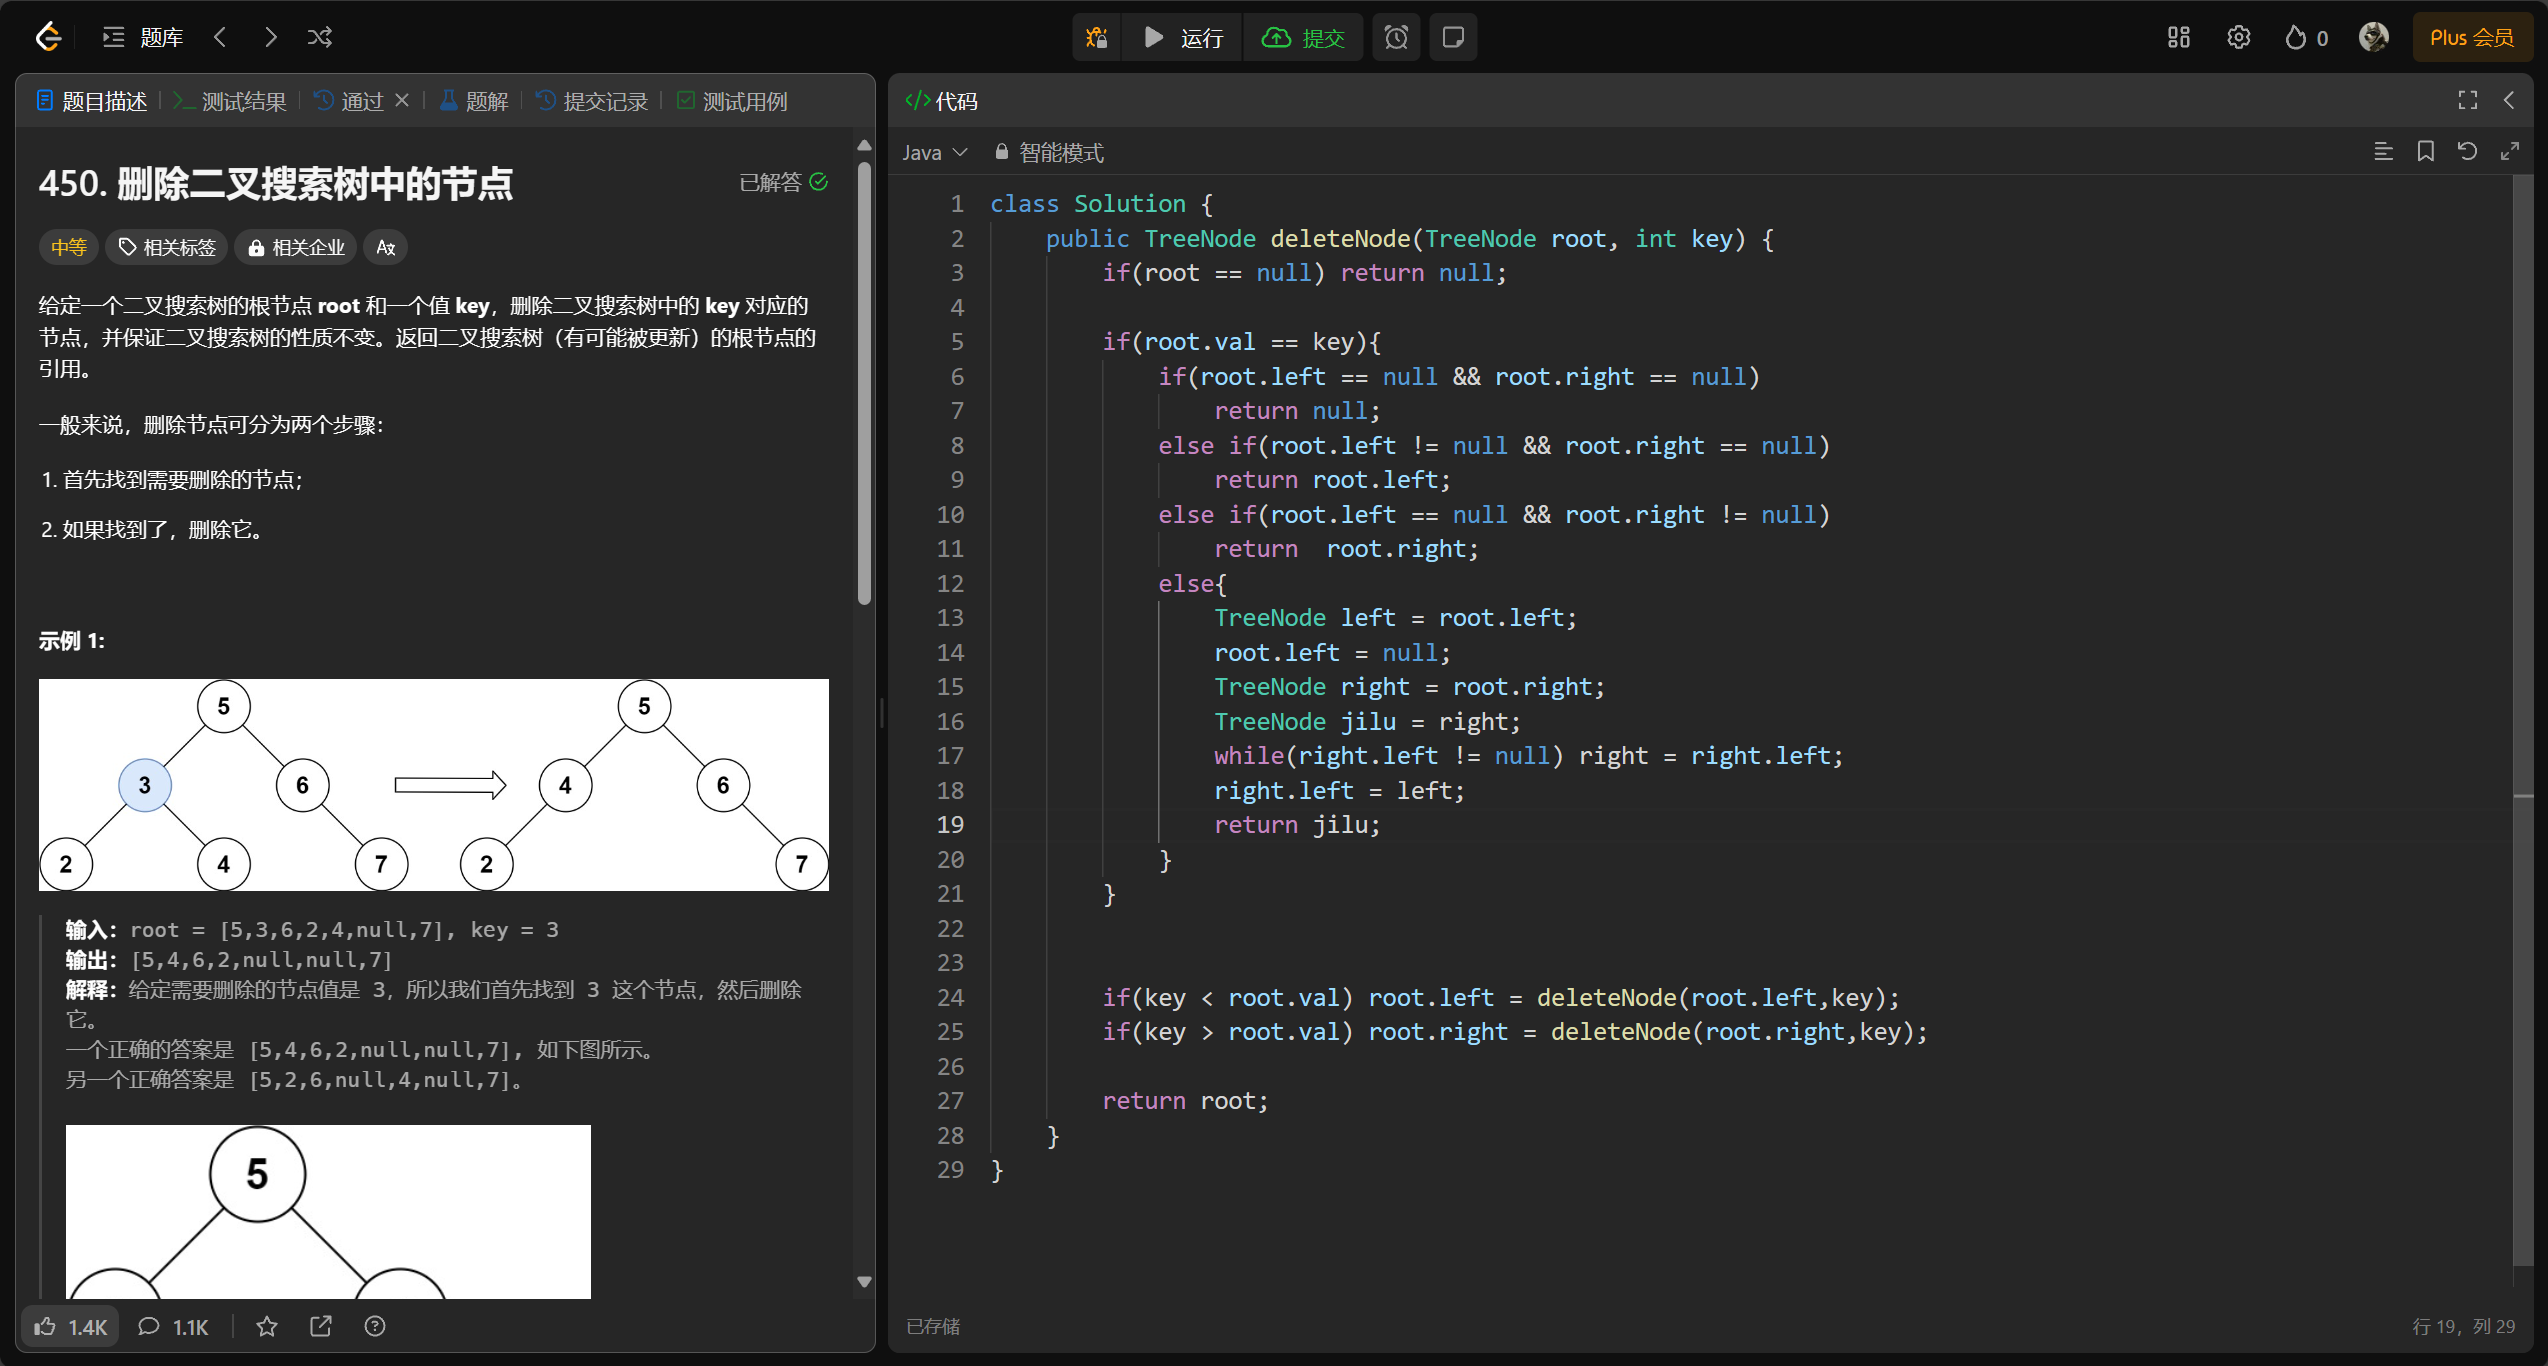 题库
运行
提交
0
Plus 会员
题目描述
测试结果
通过
题解
提交记录
测试用例
450. 删除二叉搜索树中的节点
已解答
中等
相关标签
相关企业
给定一个二叉搜索树的根节点 root 和一个值 key，删除二叉搜索树中的 key 对应的
节点，并保证二叉搜索树的性质不变。返回二叉搜索树（有可能被更新）的根节点的
引用。
一般来说，删除节点可分为两个步骤：
1. 首先找到需要删除的节点；
2. 如果找到了，删除它。
示例 1:
5
5
3
6
4
6
2
4
7
2
7
输入：root = [5,3,6,2,4,null,7], key = 3
输出：[5,4,6,2,null,null,7]
解释：给定需要删除的节点值是 3，所以我们首先找到 3 这个节点，然后删除
它。
一个正确的答案是 [5,4,6,2,null,null,7], 如下图所示。
另一个正确答案是 [5,2,6,null,4,null,7]。
5
1.4K
1.1K
</> 代码
Java
智能模式
1 class Solution {
2     public TreeNode deleteNode(TreeNode root, int key) {
3         if(root == null) return null;
4
5         if(root.val == key){
6             if(root.left == null && root.right == null)
7                 return null;
8             else if(root.left != null && root.right == null)
9                 return root.left;
10             else if(root.left == null && root.right != null)
11                 return  root.right;
12             else{
13                 TreeNode left = root.left;
14                 root.left = null;
15                 TreeNode right = root.right;
16                 TreeNode jilu = right;
17                 while(right.left != null) right = right.left;
18                 right.left = left;
19                 return jilu;
20             }
21         }
22
23
24         if(key < root.val) root.left = deleteNode(root.left,key);
25         if(key > root.val) root.right = deleteNode(root.right,key);
26
27         return root;
28     }
29 }
已存储
行 19，列 29